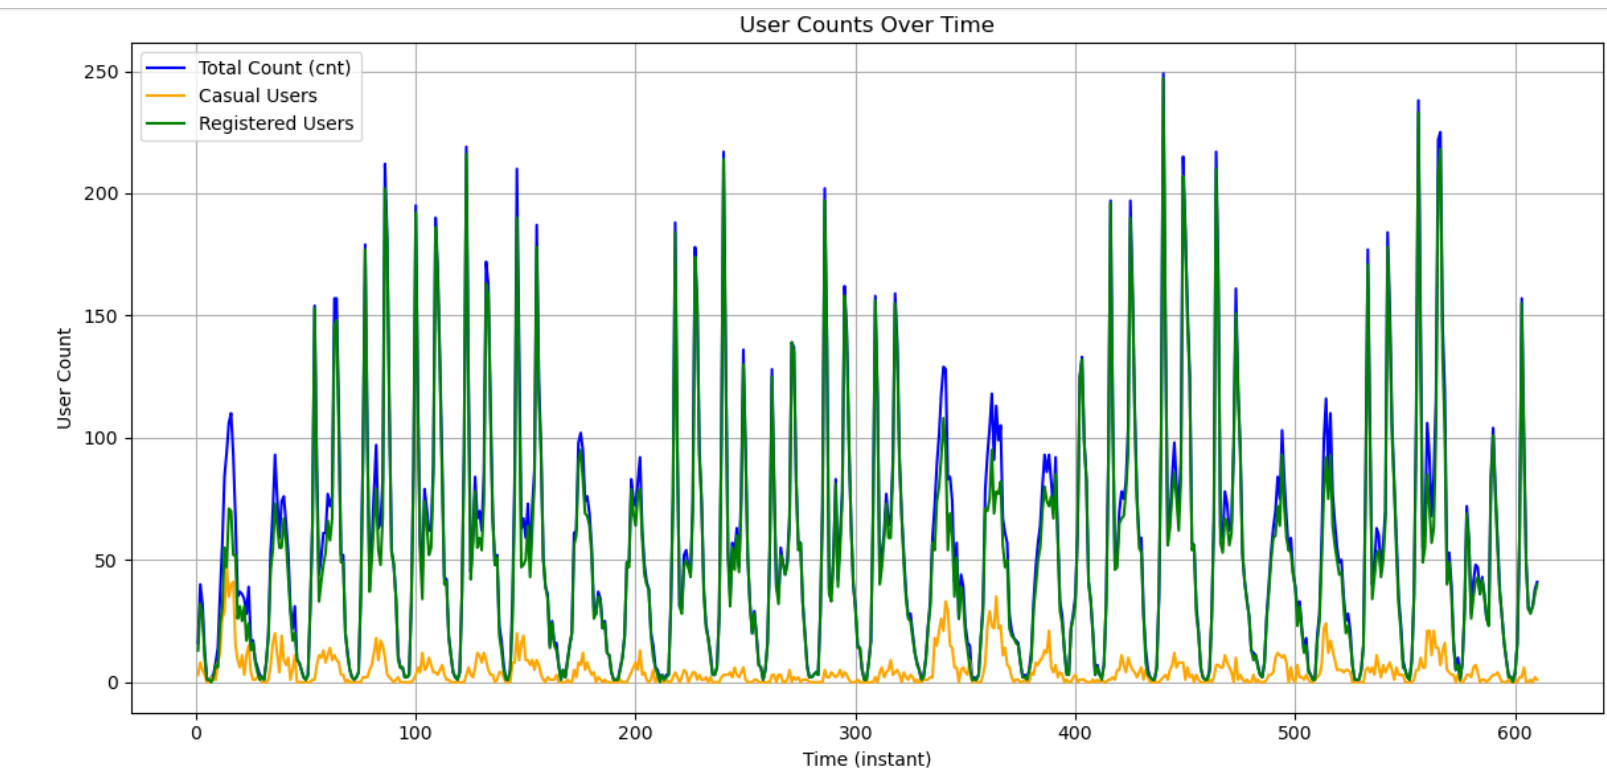 User Counts Over Time
Total Count (cnt)
Casual Users
Registered Users
250
200
150
100
50
0
User Count
0 100 200 300 400 500 600
Time (instant)